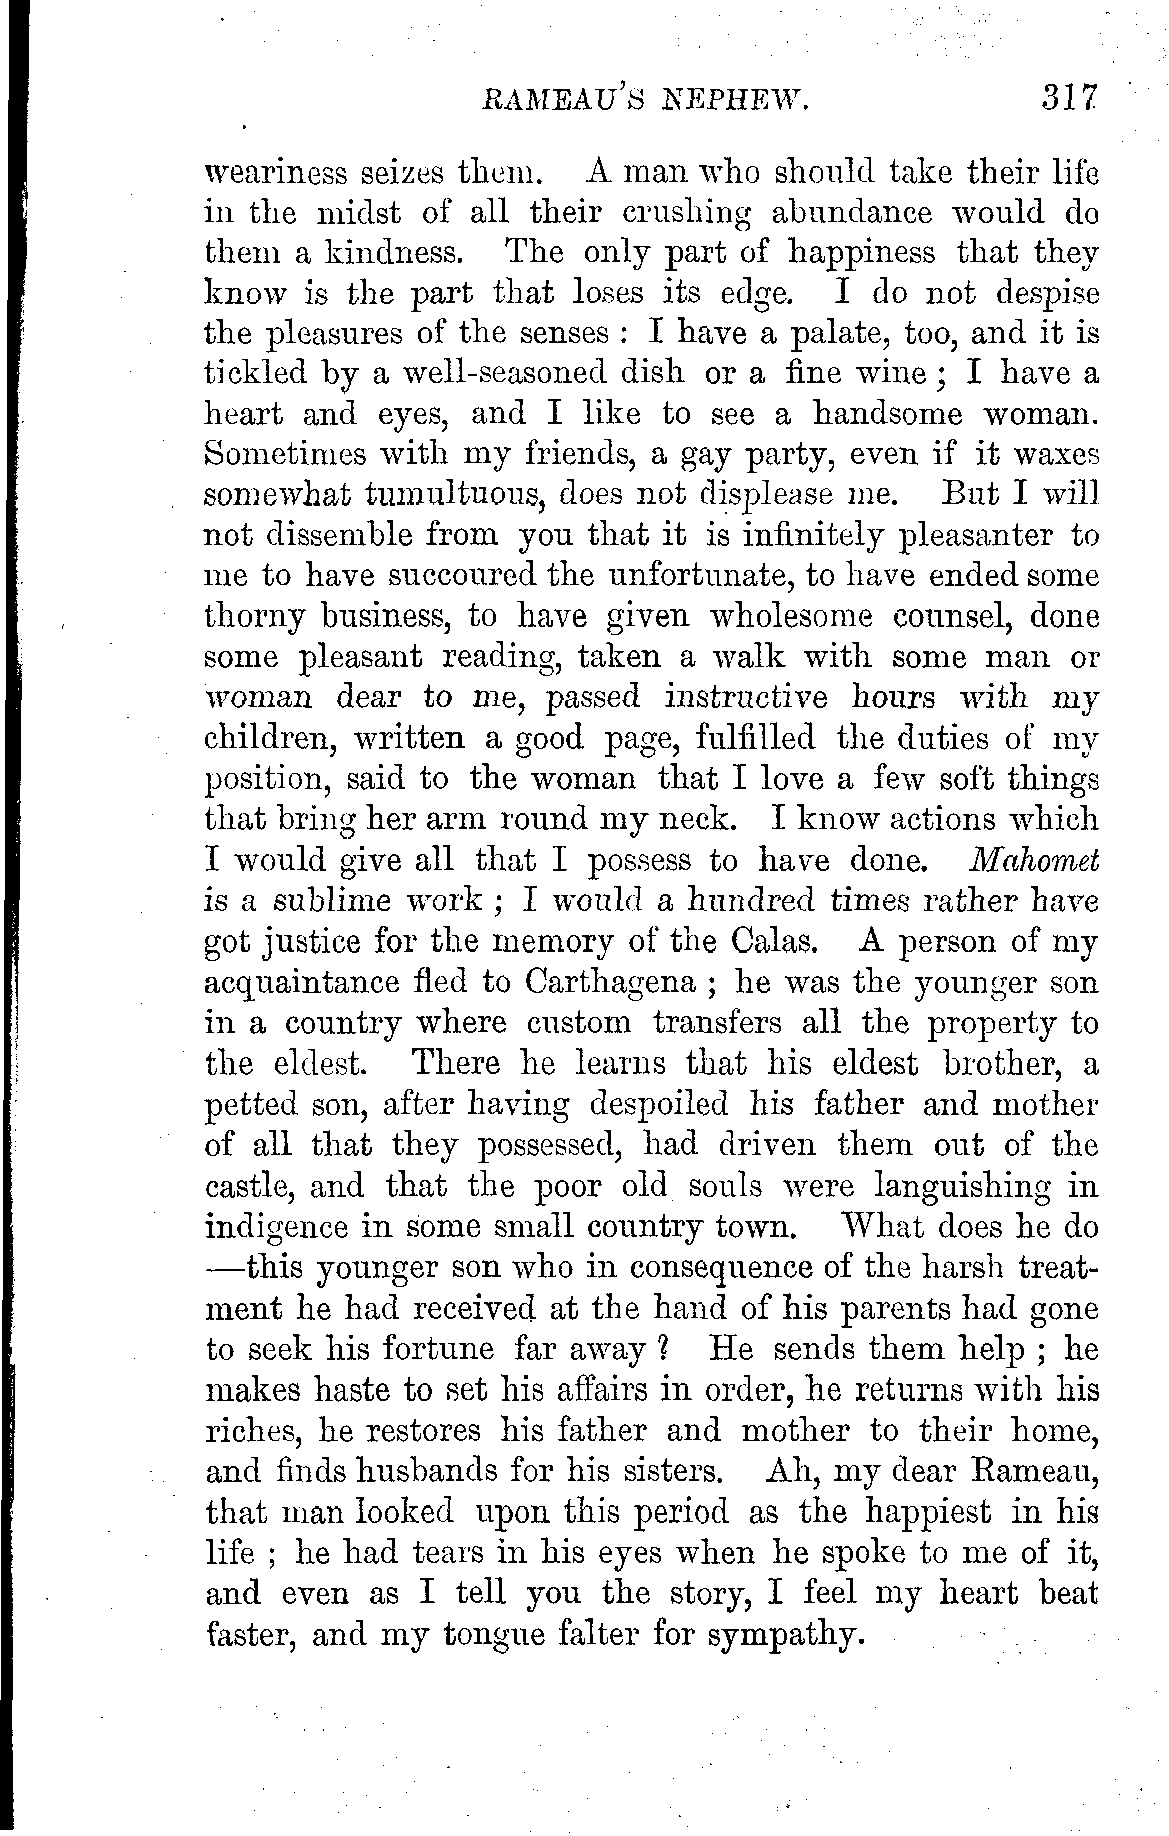 RAMEAU'S NEPHEW. 317
weariness seizes them. A man who should take their life
in the midst of all their crushing abundance would do
them a kindness. The only part of happiness that they
know is the part that loses its edge. I do not despise
the pleasures of the senses : I have a palate, too, and it is
tickled by a well-seasoned dish or a fine wine ; I have a
heart and eyes, and I like to see a handsome woman.
Sometimes with my friends, a gay party, even if it waxes
somewhat tumultuous, does not displease me. But I will
not dissemble from you that it is infinitely pleasanter to
me to have succoured the unfortunate, to have ended some
thorny business, to have given wholesome counsel, done
some pleasant reading, taken a walk with some man or
woman dear to me, passed instructive hours with my
children, written a good page, fulfilled the duties of my
position, said to the woman that I love a few soft things
that bring her arm round my neck. I know actions which
I would give all that I possess to have done. Mahomet
is a sublime work ; I would a hundred times rather have
got justice for the memory of the Calas. A person of my
acquaintance fled to Carthagena ; he was the younger son
in a country where custom transfers all the property to
the eldest. There he learns that his eldest brother, a
petted son, after having despoiled his father and mother
of all that they possessed, had driven them out of the
castle, and that the poor old souls were languishing in
indigence in some small country town. What does he do
—this younger son who in consequence of the harsh treat-
ment he had received at the hand of his parents had gone
to seek his fortune far away ? He sends them help ; he
makes haste to set his affairs in order, he returns with his
riches, he restores his father and mother to their home,
and finds husbands for his sisters. Ah, my dear Rameau,
that man looked upon this period as the happiest in his
life ; he had tears in his eyes when he spoke to me of it,
and even as I tell you the story, I feel my heart beat
faster, and my tongue falter for sympathy.